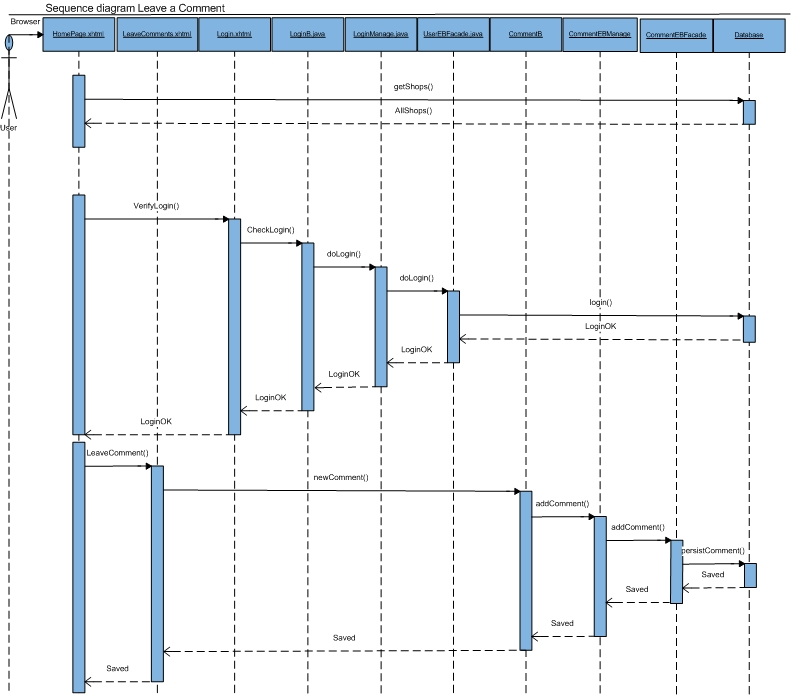 Sequence diagram Leave a Comment
Browser
HomePage.xhtml
LeaveComments.xhtml
Login.xhtml
LoginB.java
LoginManage.java
UserEBFacade.java
CommentB
CommentEBManage
CommentEBFacade
Database
User
getShops()
AllShops()
VerifyLogin()
CheckLogin()
doLogin()
doLogin()
login()
LoginOK
LoginOK
LoginOK
LoginOK
LoginOK
LeaveComment()
newComment()
addComment()
addComment()
persistComment()
Saved
Saved
Saved
Saved
Saved